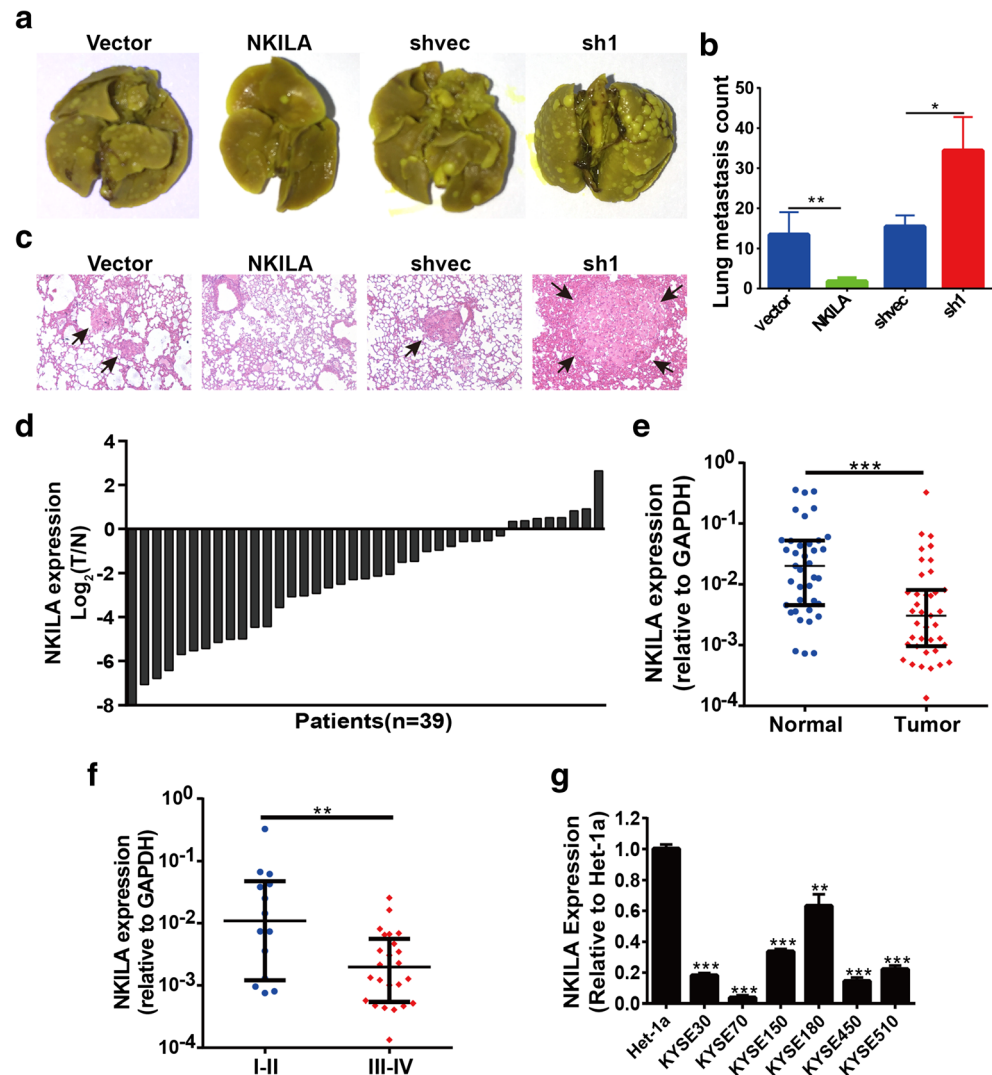 a
Vector NKILA shvec sh1
b
Lung metastasis count
50
40
30
20
10
0
**
*
vector NKILA shvec sh1
c
Vector NKILA shvec sh1
d
NKILA expression
Log2(T/N)
4
2
0
-2
-4
-6
-8
Patients(n=39)
e
NKILA expression
(relative to GAPDH)
10^0
10^-1
10^-2
10^-3
10^-4
***
Normal Tumor
f
NKILA expression
(relative to GAPDH)
10^0
10^-1
10^-2
10^-3
10^-4
**
I-II III-IV
g
NKILA Expression
(Relative to Het-1a)
1.2
1.0
0.8
0.6
0.4
0.2
0.0
*** *** *** ** *** ***
Het-1a KYSE30 KYSE70 KYSE150 KYSE180 KYSE450 KYSE510